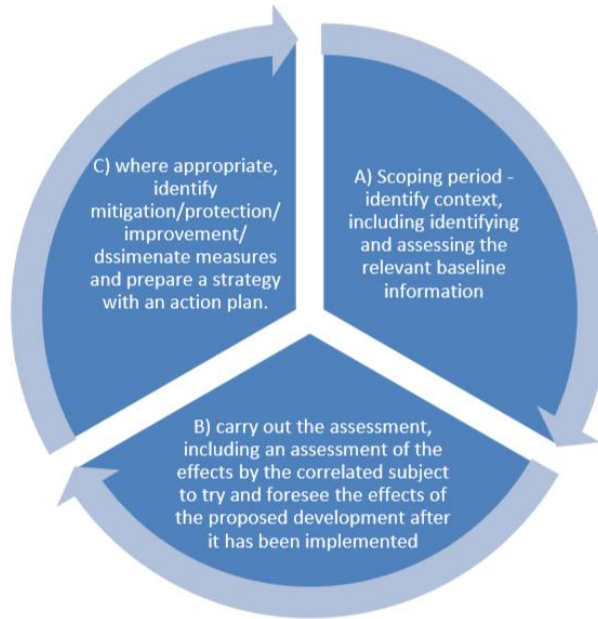 A) Scoping period -
identify context,
including identifying
and assessing the
relevant baseline
information
B) carry out the assessment,
including an assessment of the
effects by the correlated subject
to try and foresee the effects of
the proposed development after
it has been implemented
C) where appropriate,
identify
mitigation/protection/
improvement/
dssimenate measures
and prepare a strategy
with an action plan.